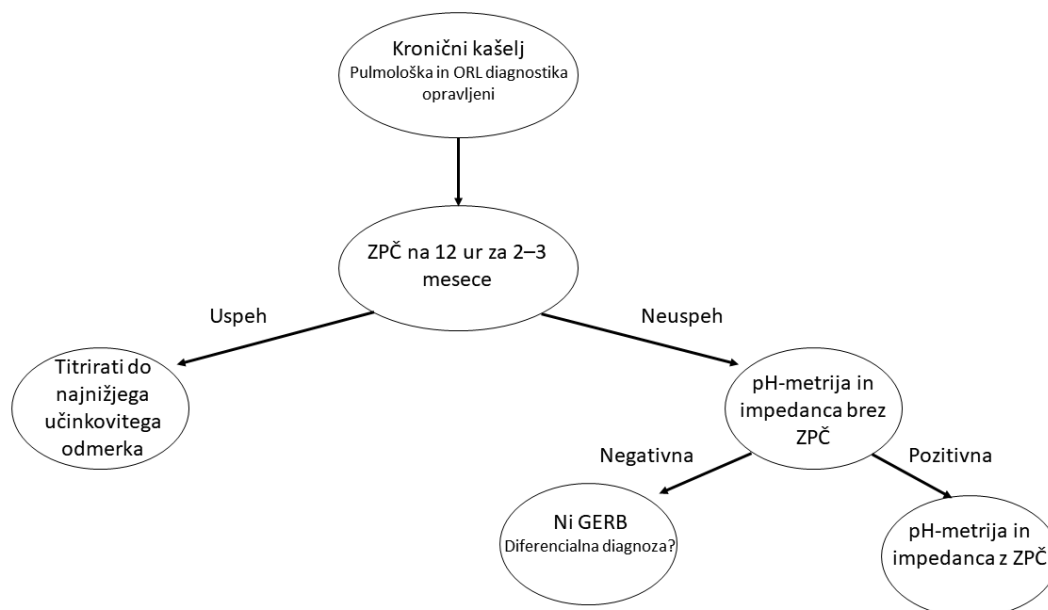 Kronični kašelj
Pulmološka in ORL diagnostika
opravljeni
ZPČ na 12 ur za 2–3
mesece
Uspeh
Neuspeh
Titrirati do
najnižjega
učinkovitega
odmerka
pH-metrija in
impedanca brez
ZPČ
Negativna
Pozitivna
Ni GERB
Diferencialna diagnoza?
pH-metrija in
impedanca z ZPČ